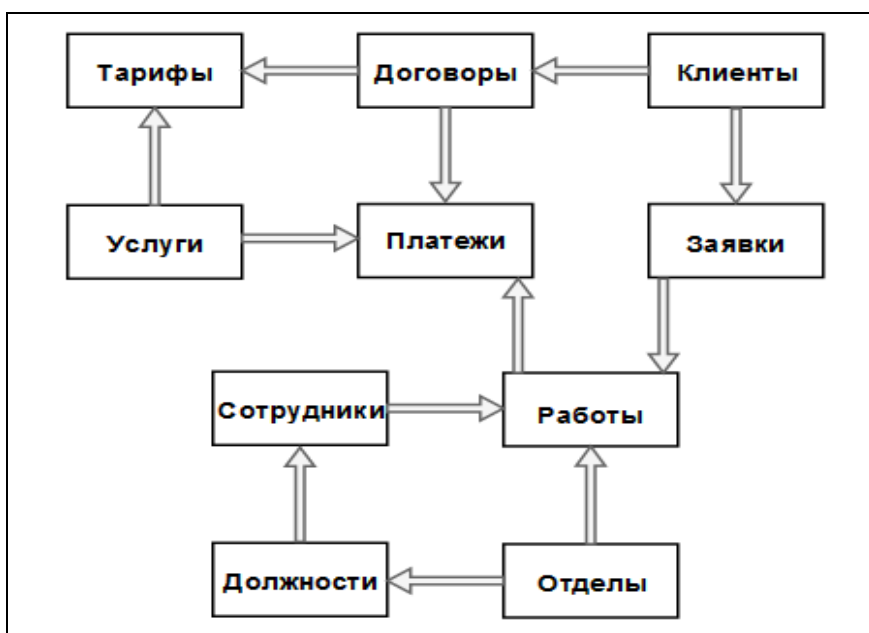 Тарифы
Договоры
Клиенты
Услуги
Платежи
Заявки
Сотрудники
Работы
Должности
Отделы